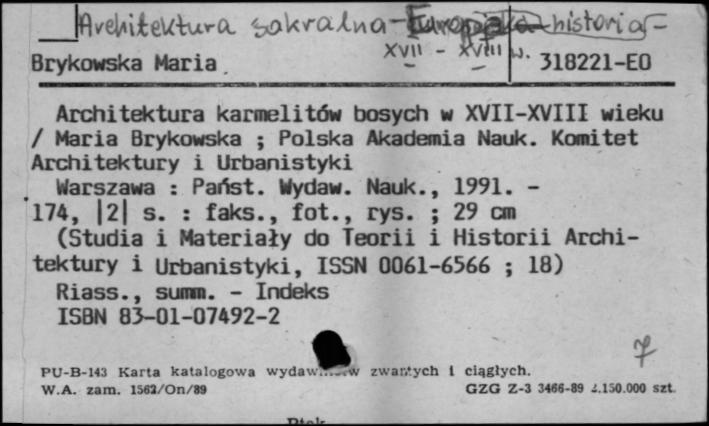 Architektura sakralna - historia -
XVII - XVIII w.
Brykowska Maria 318221-EO
Architektura karmelitów bosych w XVII-XVIII wieku
/ Maria Brykowska ; Polska Akademia Nauk. Komitet
Architektury i Urbanistyki
Warszawa : Państ. Wydaw. Nauk., 1991. -
174, |2| s. : faks., fot., rys. ; 29 cm
(Studia i Materiały do Teorii i Historii Archi-
tektury i Urbanistyki, ISSN 0061-6566 ; 18)
Riass., summ. - Indeks
ISBN 83-01-07492-2
7
PU-B-143 Karta katalogowa zwartych i ciągłych.
W.A. zam. 1562/On/89 GZG Z-3 3466-89 2.150.000 szt.